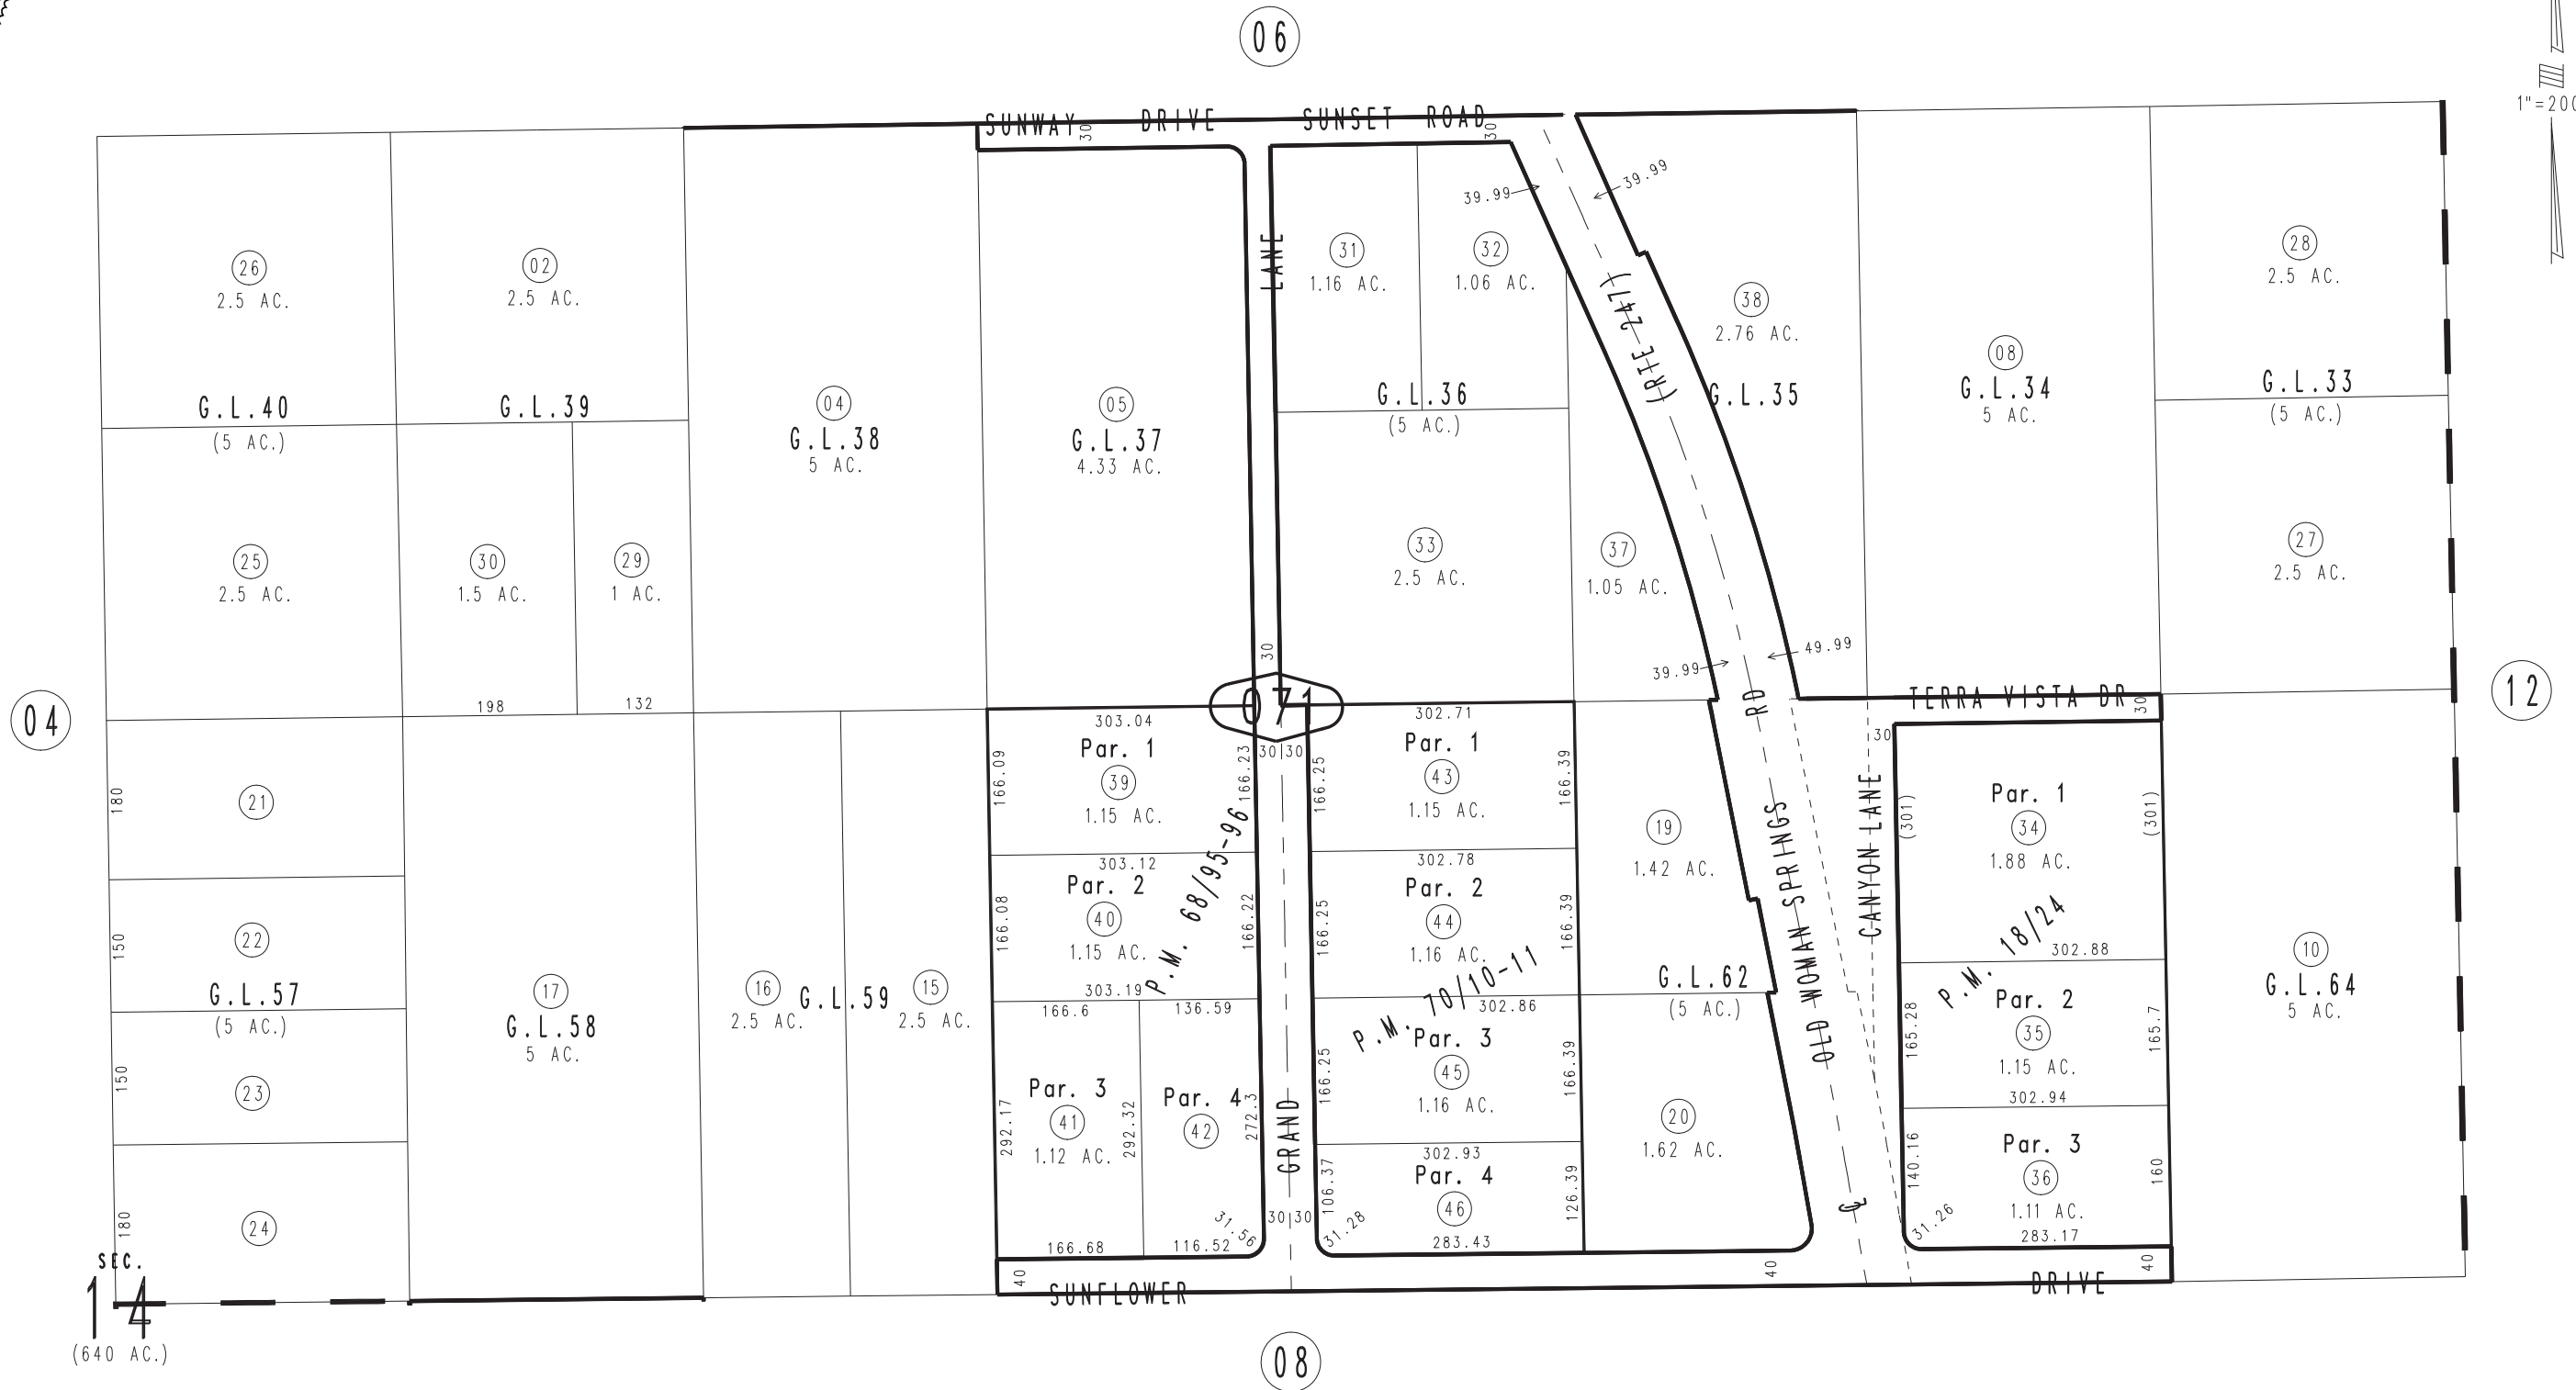 06
1"=200
SUNWAY DRIVE SUNSET ROAD
30
30
39.99
39.99
LANE
26
2.5 AC.
02
2.5 AC.
31
1.16 AC.
32
1.06 AC.
(RTE 247)
38
2.76 AC.
28
2.5 AC.
08
G.L.34
5 AC.
G.L.40
(5 AC.)
G.L.39
04
G.L.38
5 AC.
05
G.L.37
4.33 AC.
G.L.36
(5 AC.)
G.L.35
G.L.33
(5 AC.)
25
2.5 AC.
30
1.5 AC.
29
1 AC.
33
2.5 AC.
37
1.05 AC.
27
2.5 AC.
198
132
30
39.99
49.99
04
071
RD
TERRA VISTA DR
30
12
303.04
302.71
30 30
30
Par. 1
39
1.15 AC.
166.09
166.23
Par. 1
43
1.15 AC.
166.25
166.39
180
21
19
1.42 AC.
CANYON LANE
(301)
Par. 1
34
1.88 AC.
(301)
303.12
302.78
Par. 2
40
1.15 AC.
166.08
166.22
P.M. 68/95-96
Par. 2
44
1.16 AC.
166.25
166.39
150
22
G.L.57
(5 AC.)
17
G.L.58
5 AC.
16
2.5 AC.
G.L.59
15
2.5 AC.
G.L.62
(5 AC.)
OLD WOMAN SPRINGS
P.M. 18/24
302.88
10
G.L.64
5 AC.
303.19
166.6
136.59
P.M. 70/10-11
302.86
Par. 3
45
1.16 AC.
166.25
166.39
Par. 2
35
1.15 AC.
165.28
165.7
302.94
150
23
Par. 3
41
1.12 AC.
292.17
292.32
Par. 4
42
272.3
GRAND
20
1.62 AC.
302.93
Par. 4
46
106.37
126.39
Par. 3
36
1.11 AC.
140.16
160
180
24
31.56
30 30
31.28
31.26
166.68
116.52
283.43
283.17
40
40
40
SEC.
14
(640 AC.)
SUNFLOWER DRIVE
08